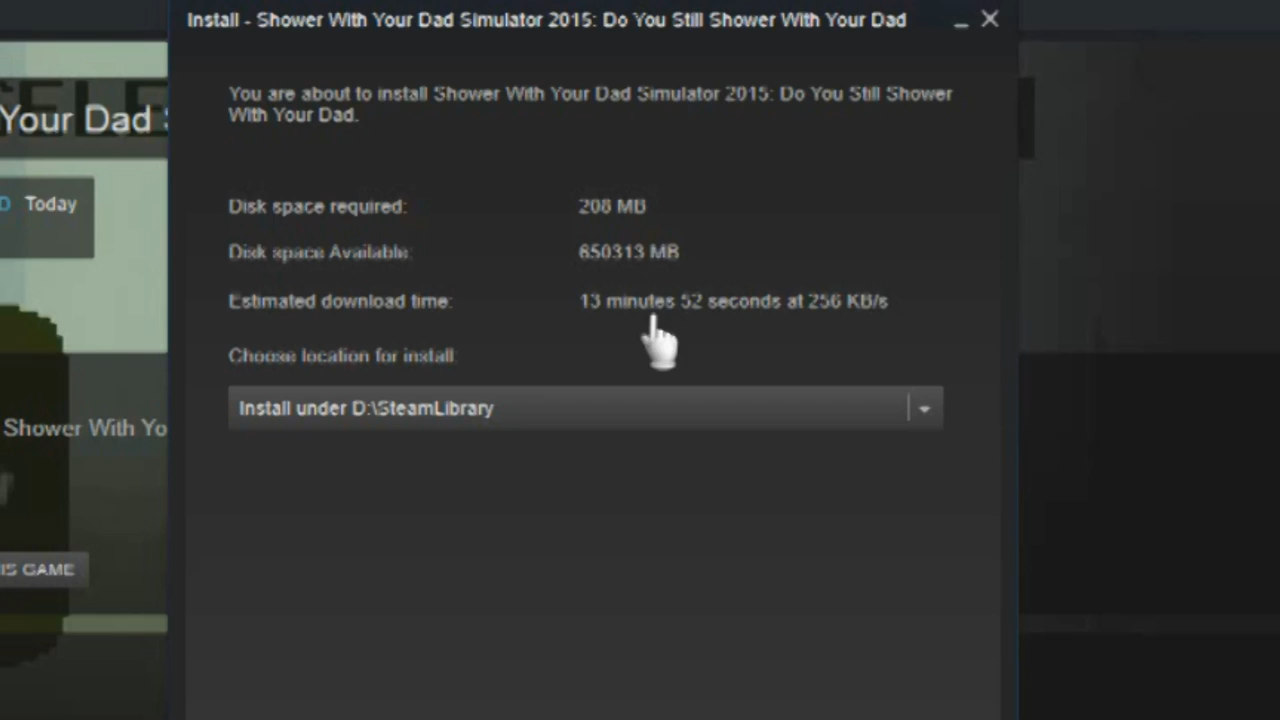 Install - Shower With Your Dad Simulator 2015: Do You Still Shower With Your Dad
You are about to install Shower With Your Dad Simulator 2015: Do You Still Shower
With Your Dad.
Your Dad
Today
Disk space required: 208 MB
Disk space Available: 650313 MB
Estimated download time: 13 minutes 52 seconds at 256 KB/s
Choose location for install:
Install under D:\SteamLibrary
Shower With Yo
IS GAME